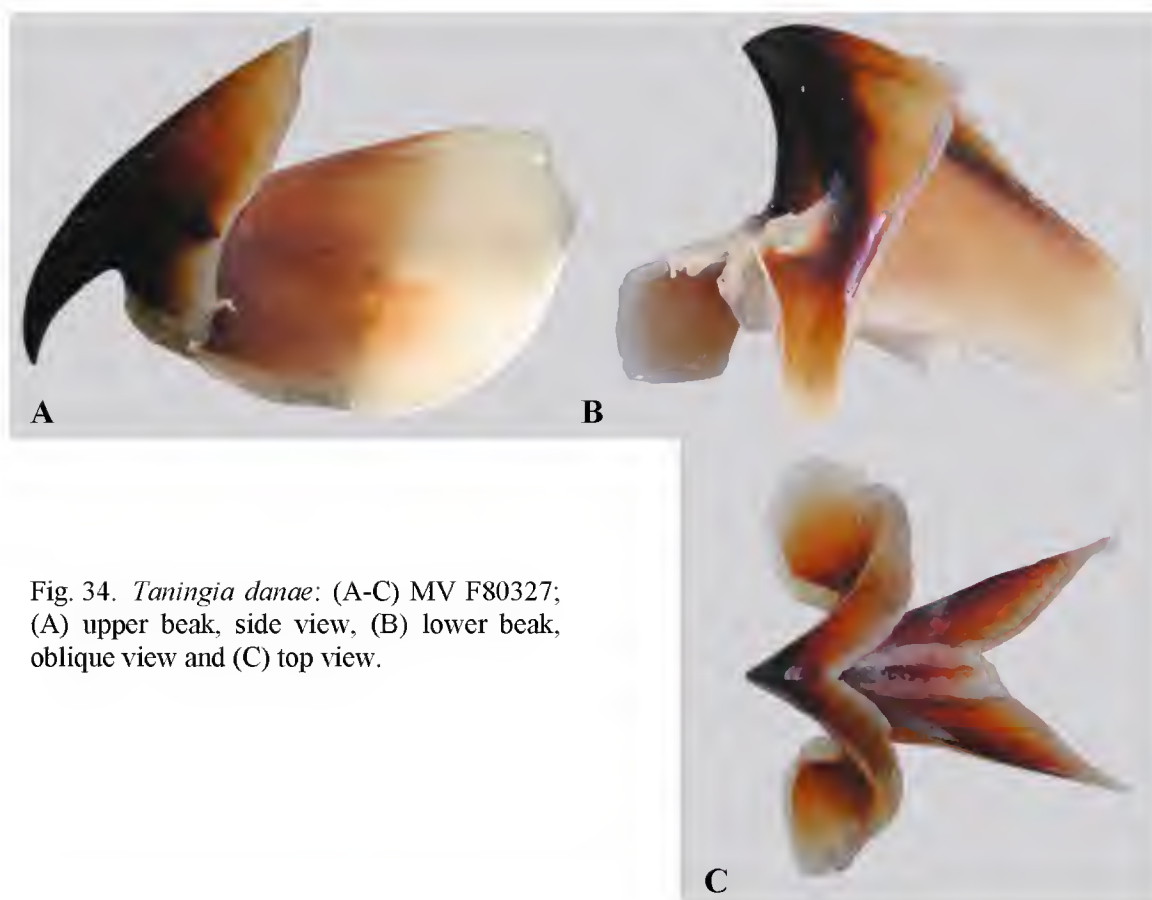 A
B
Fig. 34. Taningia danae: (A-C) MV F80327;
(A) upper beak, side view, (B) lower beak,
oblique view and (C) top view.
C